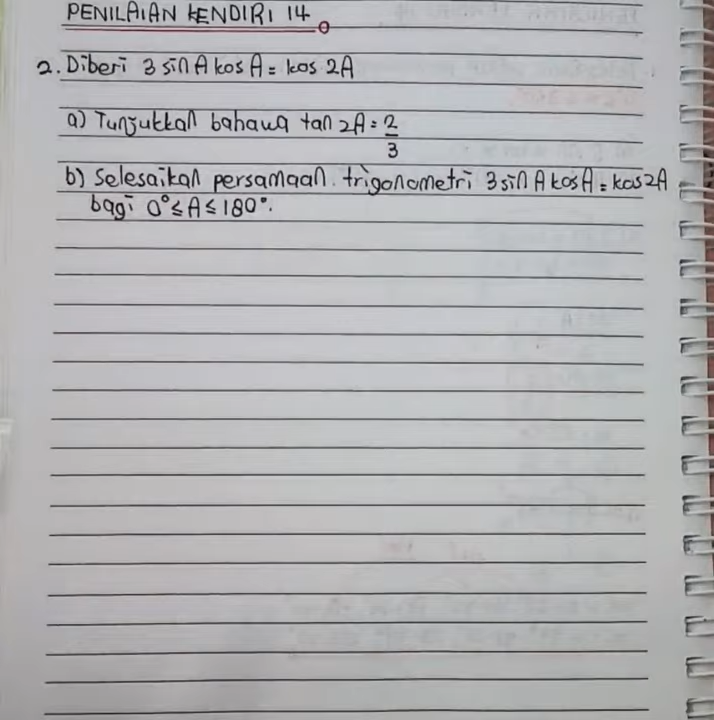 PENILAIAN KENDIRI 14
2. Diberi 3 sin A kos A = kos 2A
a) Tunjukkan bahawa tan 2A = 2/3
b) Selesaikan persamaan trigonometri 3 sin A kos A = kos 2A
bagi 0° ≤ A ≤ 180°.